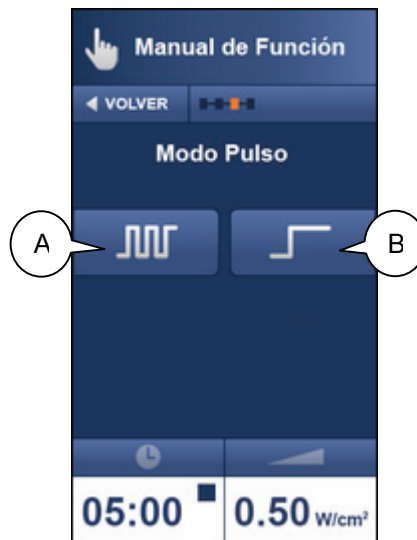 Manual de Función
VOLVER
Modo Pulso
A
B
05:00
0.50 W/cm²